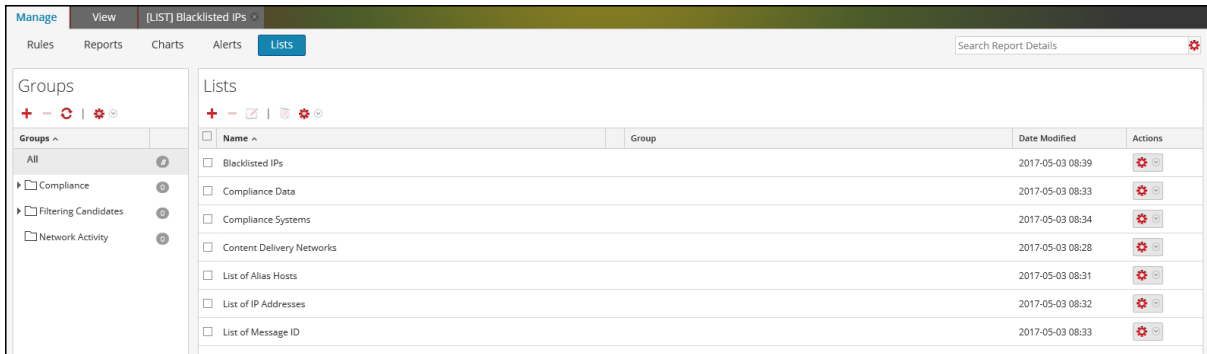 Manage View [LIST] Blacklisted IPs
Rules Reports Charts Alerts Lists Search Report Details
Groups
Lists
Groups
Name Group Date Modified Actions
All
Blacklisted IPs 2017-05-03 08:39
Compliance 0
Compliance Data 2017-05-03 08:33
Filtering Candidates 0
Compliance Systems 2017-05-03 08:34
Network Activity 0
Content Delivery Networks 2017-05-03 08:28
List of Alias Hosts 2017-05-03 08:31
List of IP Addresses 2017-05-03 08:32
List of Message ID 2017-05-03 08:33